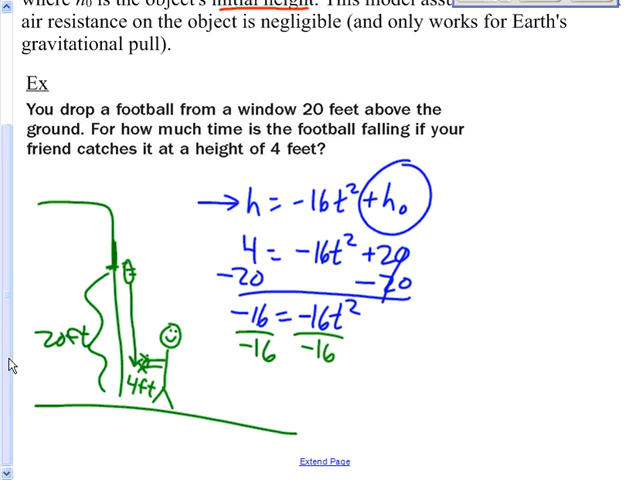 where h₀ is the object's initial height. This model
air resistance on the object is negligible (and only works for Earth's
gravitational pull).
Ex
You drop a football from a window 20 feet above the
ground. For how much time is the football falling if your
friend catches it at a height of 4 feet?
→ h = -16t² + h₀
4 = -16t² + 20
-20 -20
-16 = -16t²
-16 -16
20ft
4ft
Extend Page